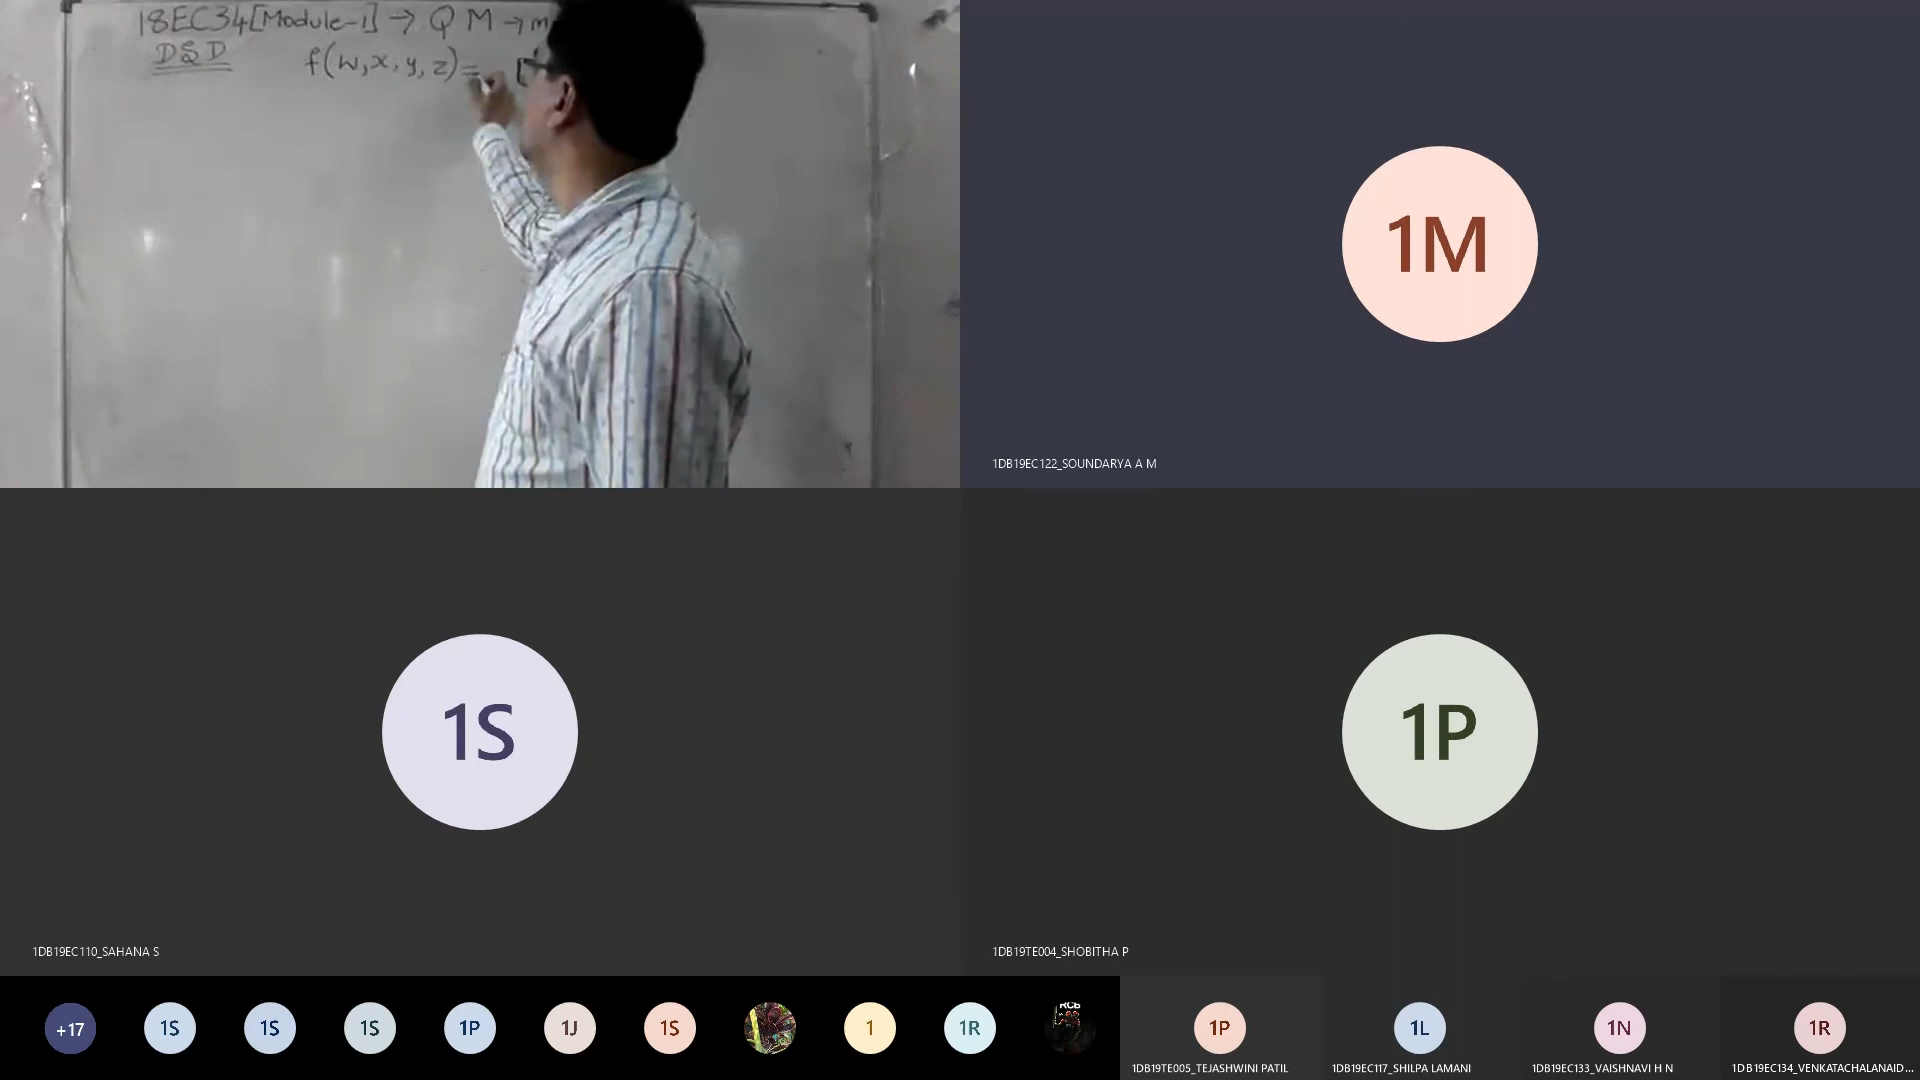 18EC34[Module-1] → Q M →
D&D f(w,x,y,z)=
1M
1DB19EC122_SOUNDARYA A M
1S
1P
1DB19EC110_SAHANA S
1DB19TE004_SHOBITHA P
+17 1S 1S 1S 1P 1J 1S 1 1R RCB 1P 1L 1N 1R
1DB19TE005_TEJASHWINI PATIL 1DB19EC117_SHILPA LAMANI 1DB19EC133_VAISHNAVI H N 1DB19EC134_VENKATACHALANAID...